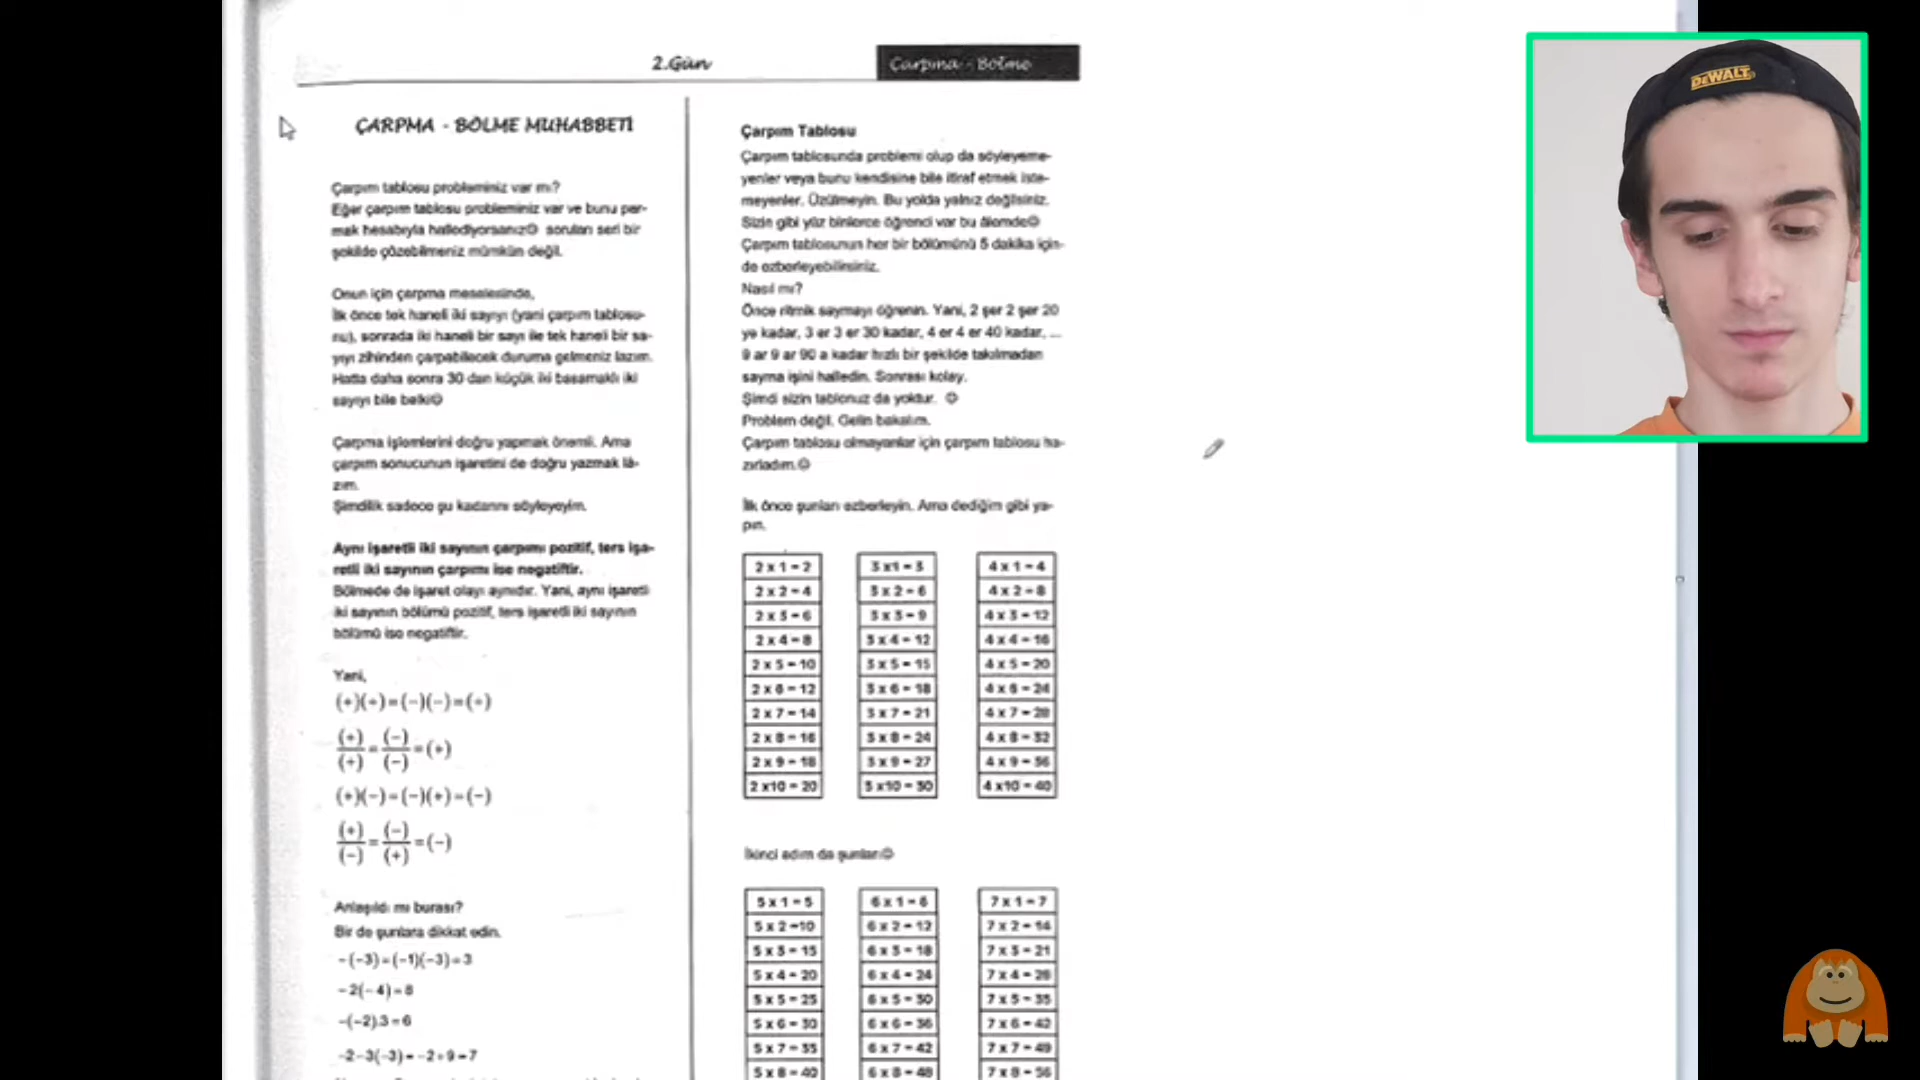 2.Gün
Çarpma - Bölme
DEWALT
ÇARPMA - BÖLME MUHABBETİ
Çarpım tablosu probleminiz var mı?
Eğer çarpım tablosu probleminiz var ve bunu par-
mak hesabıyla hallediyorsanız☺ soruları seri bir
şekilde çözebilmeniz mümkün değil.
Onun için çarpma meselesinde,
İlk önce tek haneli iki sayıyı (yani çarpım tablosu-
nu), sonrada iki haneli bir sayı ile tek haneli bir sa-
yıyı zihinden çarpabilecek duruma gelmeniz lazım.
Hatta daha sonra 30 dan küçük iki basamaklı iki
sayıyı bile belki☺
Çarpma işlemlerini doğru yapmak önemli. Ama
çarpım sonucunun işaretini de doğru yazmak lâ-
zım.
Şimdilik sadece şu kadarını söyleyeyim.
Aynı işaretli iki sayının çarpımı pozitif, ters işa-
retli iki sayının çarpımı ise negatiftir.
Bölmede de işaret olayı aynıdır. Yani, aynı işaretli
iki sayının bölümü pozitif, ters işaretli iki sayının
bölümü ise negatiftir.
Yani,
(+)(+)=(−)(−)=(+)
(+)/(+)=(−)/(−)=(+)
(+)(−)=(−)(+)=(−)
(+)/(−)=(−)/(+)=(−)
Anlaşıldı mı burası?
Bir de şunlara dikkat edin.
−(−3)=(−1)(−3)=3
−2(−4)=8
−(−2).3=6
−2−3(−3)=−2+9=7
Çarpım Tablosu
Çarpım tablosunda problemi olup da söyleyeme-
yenler veya bunu kendisine bile itiraf etmek iste-
meyenler. Üzülmeyin. Bu yolda yalnız değilsiniz.
Sizin gibi yüz binlerce öğrenci var bu âlemde☺
Çarpım tablosunun her bir bölümünü 5 dakika için-
de ezberleyebilirsiniz.
Nasıl mı?
Önce ritmik saymayı öğrenin. Yani, 2 şer 2 şer 20
ye kadar, 3 er 3 er 30 kadar, 4 er 4 er 40 kadar, ...
9 ar 9 ar 90 a kadar hızlı bir şekilde takılmadan
sayma işini halledin. Sonrası kolay.
Şimdi sizin tablonuz da yoktur. ☺
Problem değil. Gelin bakalım.
Çarpım tablosu olmayanlar için çarpım tablosu ha-
zırladım.☺
İlk önce şunları ezberleyin. Ama dediğim gibi ya-
pın.
2 x 1 = 2 3 x1 = 3 4 x 1 = 4
2 x 2 = 4 3 x 2 = 6 4 x 2 = 8
2 x 3 = 6 3 x 3 = 9 4 x 3 = 12
2 x 4 = 8 3 x 4 = 12 4 x 4 = 16
2 x 5 = 10 3 x 5 = 15 4 x 5 = 20
2 x 6 = 12 3 x 6 = 18 4 x 6 = 24
2 x 7 = 14 3 x 7 = 21 4 x 7 = 28
2 x 8 = 16 3 x 8 = 24 4 x 8 = 32
2 x 9 = 18 3 x 9 = 27 4 x 9 = 36
2 x10 = 20 3 x10 = 30 4 x10 = 40
İkinci adım da şunlar☺
5 x 1 = 5 6 x 1 = 6 7 x 1 = 7
5 x 2 =10 6 x 2 = 12 7 x 2 = 14
5 x 3 = 15 6 x 3 = 18 7 x 3 = 21
5 x 4 = 20 6 x 4 = 24 7 x 4 = 28
5 x 5 = 25 6 x 5 = 30 7 x 5 = 35
5 x 6 = 30 6 x 6 = 36 7 x 6 = 42
5 x 7 = 35 6 x 7 = 42 7 x 7 = 49
5 x 8 = 40 6 x 8 = 48 7 x 8 = 56